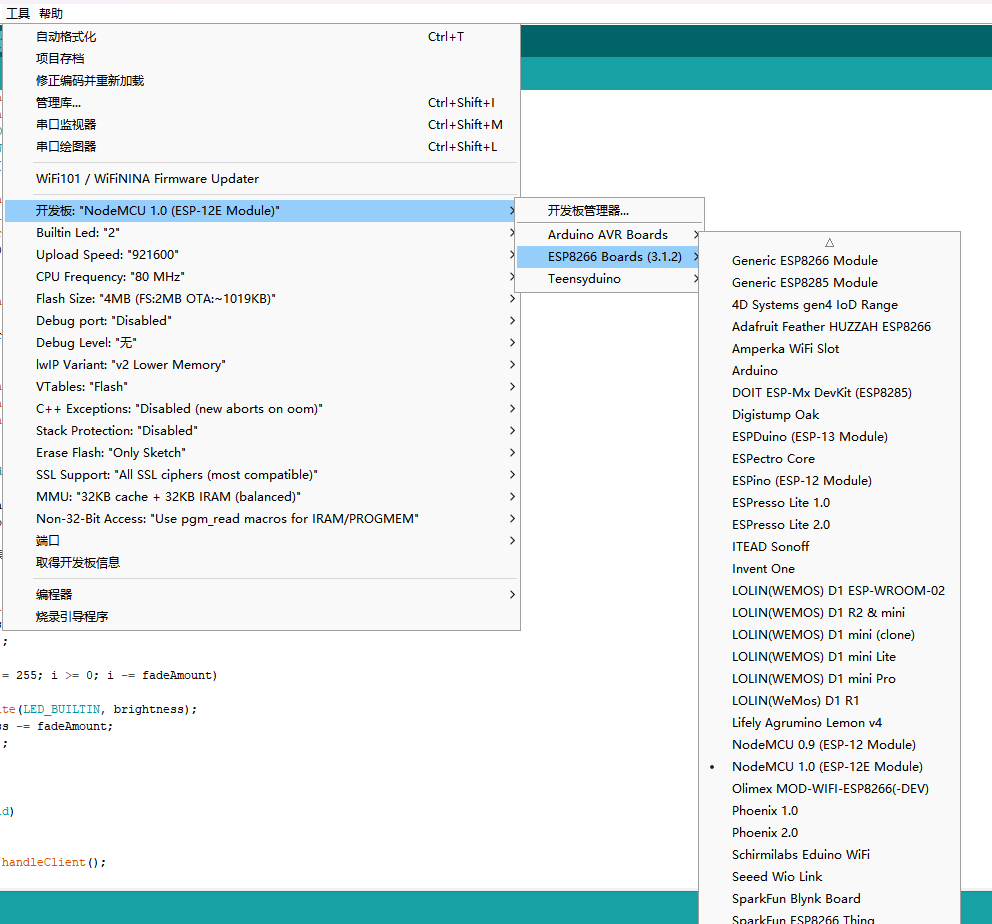 工具 帮助
自动格式化 Ctrl+T
项目存档
修正编码并重新加载
管理库... Ctrl+Shift+I
串口监视器 Ctrl+Shift+M
串口绘图器 Ctrl+Shift+L
WiFi101 / WiFiNINA Firmware Updater
开发板: "NodeMCU 1.0 (ESP-12E Module)"
Builtin Led: "2"
Upload Speed: "921600"
CPU Frequency: "80 MHz"
Flash Size: "4MB (FS:2MB OTA:~1019KB)"
Debug port: "Disabled"
Debug Level: "无"
lwIP Variant: "v2 Lower Memory"
VTables: "Flash"
C++ Exceptions: "Disabled (new aborts on oom)"
Stack Protection: "Disabled"
Erase Flash: "Only Sketch"
SSL Support: "All SSL ciphers (most compatible)"
MMU: "32KB cache + 32KB IRAM (balanced)"
Non-32-Bit Access: "Use pgm_read macros for IRAM/PROGMEM"
端口
取得开发板信息
编程器
烧录引导程序
开发板管理器...
Arduino AVR Boards
ESP8266 Boards (3.1.2)
Teensyduino
Generic ESP8266 Module
Generic ESP8285 Module
4D Systems gen4 IoD Range
Adafruit Feather HUZZAH ESP8266
Amperka WiFi Slot
Arduino
DOIT ESP-Mx DevKit (ESP8285)
Digistump Oak
ESPDuino (ESP-13 Module)
ESPectro Core
ESPino (ESP-12 Module)
ESPresso Lite 1.0
ESPresso Lite 2.0
ITEAD Sonoff
Invent One
LOLIN(WEMOS) D1 ESP-WROOM-02
LOLIN(WEMOS) D1 R2 & mini
LOLIN(WEMOS) D1 mini (clone)
LOLIN(WEMOS) D1 mini Lite
LOLIN(WEMOS) D1 mini Pro
LOLIN(WeMos) D1 R1
Lifely Agrumino Lemon v4
NodeMCU 0.9 (ESP-12 Module)
NodeMCU 1.0 (ESP-12E Module)
Olimex MOD-WIFI-ESP8266(-DEV)
Phoenix 1.0
Phoenix 2.0
Schirmilabs Eduino WiFi
Seeed Wio Link
SparkFun Blynk Board
SparkFun ESP8266 Thing
;
= 255; i >= 0; i -= fadeAmount)
ite(LED_BUILTIN, brightness);
ss -= fadeAmount;
);
id)
handleClient();